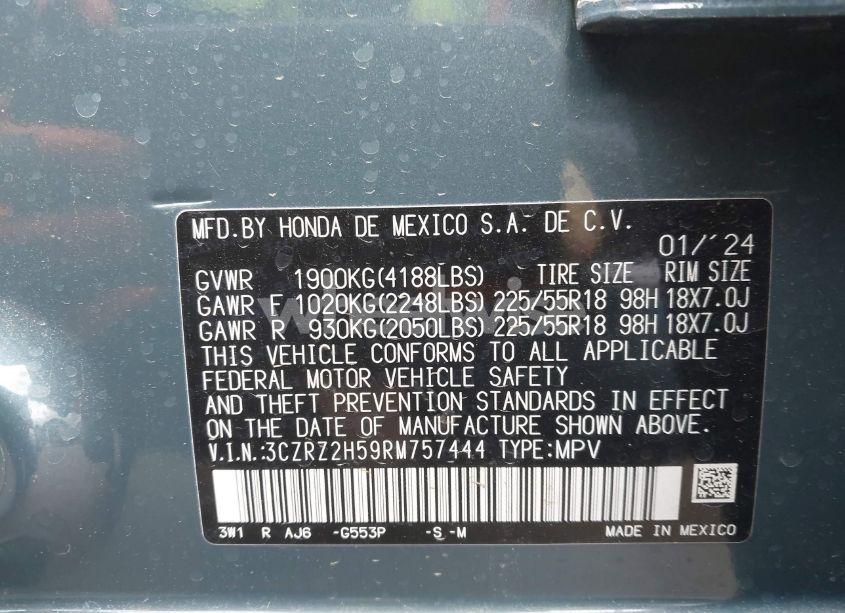 MFD.BY HONDA DE MEXICO S.A. DE C.V.
01/'24
GVWR 1900KG(4188LBS) TIRE SIZE RIM SIZE
GAWR F 1020KG(2248LBS) 225/55R18 98H 18X7.0J
GAWR R 930KG(2050LBS) 225/55R18 98H 18X7.0J
THIS VEHICLE CONFORMS TO ALL APPLICABLE
FEDERAL MOTOR VEHICLE SAFETY
AND THEFT PREVENTION STANDARDS IN EFFECT
ON THE DATE OF MANUFACTURE SHOWN ABOVE.
V.I.N.:3CZRZ2H59RM757444 TYPE:MPV
3W1 R AJ6 -G553P -S -M MADE IN MEXICO